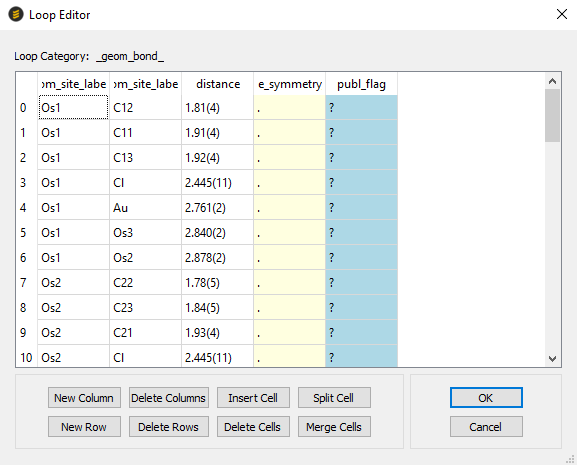 Loop Editor
Loop Category: _geom_bond_
om_site_labe om_site_labe distance e_symmetry publ_flag
0 Os1 C12 1.81(4) . ?
1 Os1 C11 1.91(4) . ?
2 Os1 C13 1.92(4) . ?
3 Os1 Cl 2.445(11) . ?
4 Os1 Au 2.761(2) . ?
5 Os1 Os3 2.840(2) . ?
6 Os1 Os2 2.878(2) . ?
7 Os2 C22 1.78(5) . ?
8 Os2 C23 1.84(5) . ?
9 Os2 C21 1.93(4) . ?
10 Os2 Cl 2.445(11) . ?
New Column Delete Columns Insert Cell Split Cell OK
New Row Delete Rows Delete Cells Merge Cells Cancel